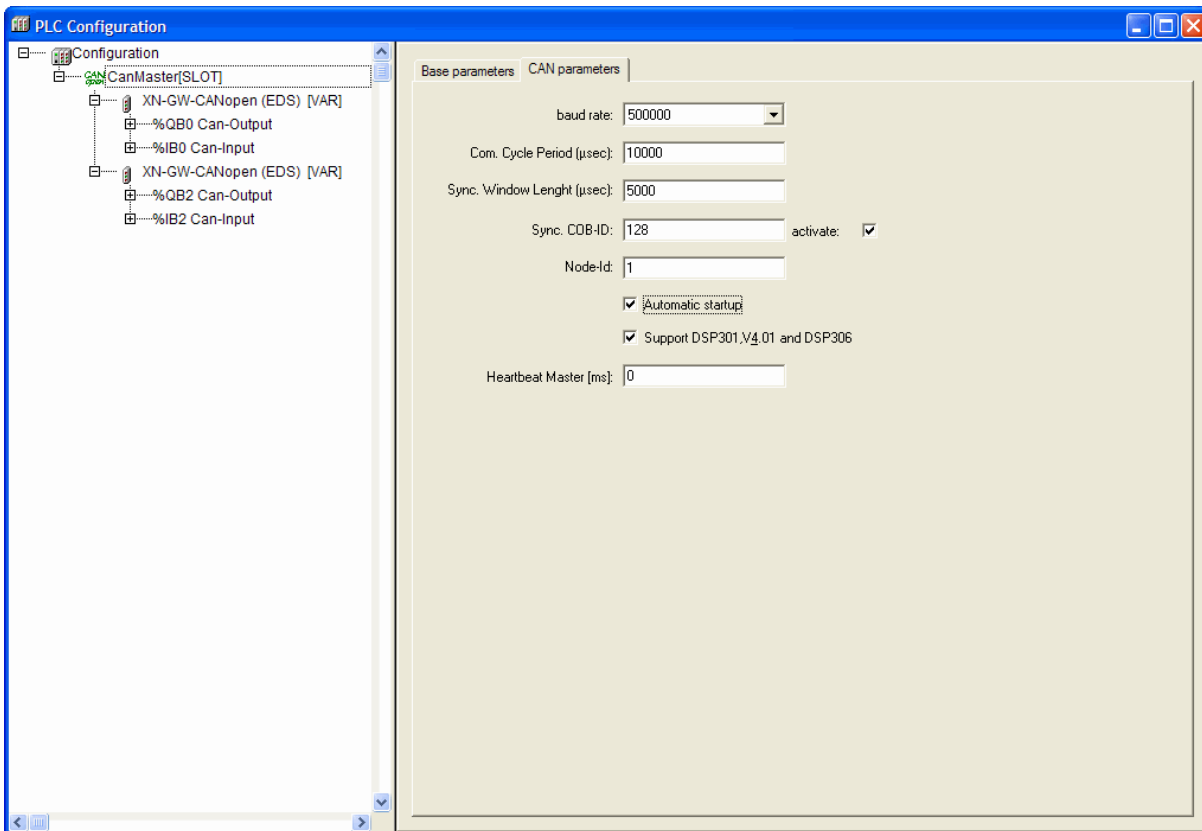 PLC Configuration
Configuration
CAN open CanMaster[SLOT]
XN-GW-CANopen (EDS) [VAR]
%QB0 Can-Output
%IB0 Can-Input
XN-GW-CANopen (EDS) [VAR]
%QB2 Can-Output
%IB2 Can-Input
Base parameters CAN parameters
baud rate: 500000
Com. Cycle Period (µsec): 10000
Sync. Window Lenght (µsec): 5000
Sync. COB-ID: 128 activate:
Node-Id: 1
Automatic startup
Support DSP301,V4.01 and DSP306
Heartbeat Master [ms]: 0